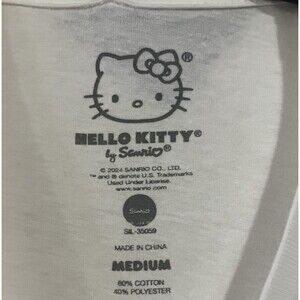 HELLO KITTY®
by Sanrio
© 2024 SANRIO CO., LTD.
™ and ® denote U.S. Trademarks
Used Under License.
www.sanrio.com
Sanrio
SIL-35059
MADE IN CHINA
MEDIUM
60% COTTON
40% POLYESTER